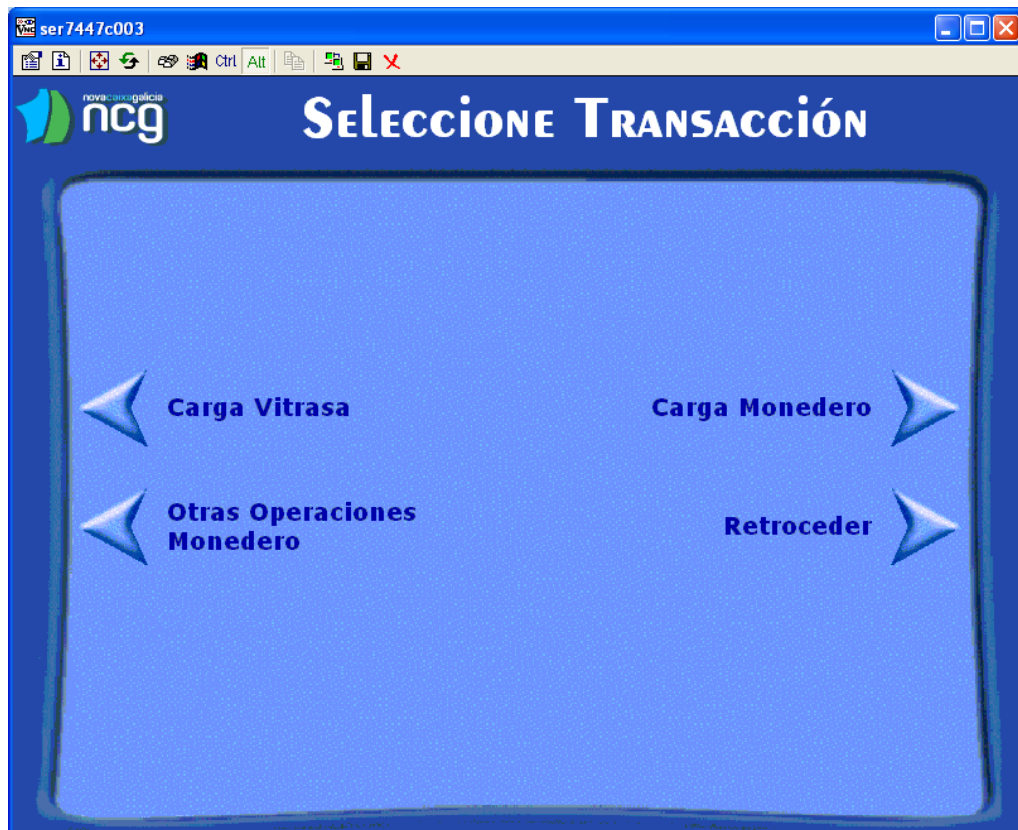 ser7447c003
Ctrl Alt
novacaixagalicia
ncg
Seleccione Transacción
Carga Vitrasa
Carga Monedero
Otras Operaciones
Monedero
Retroceder